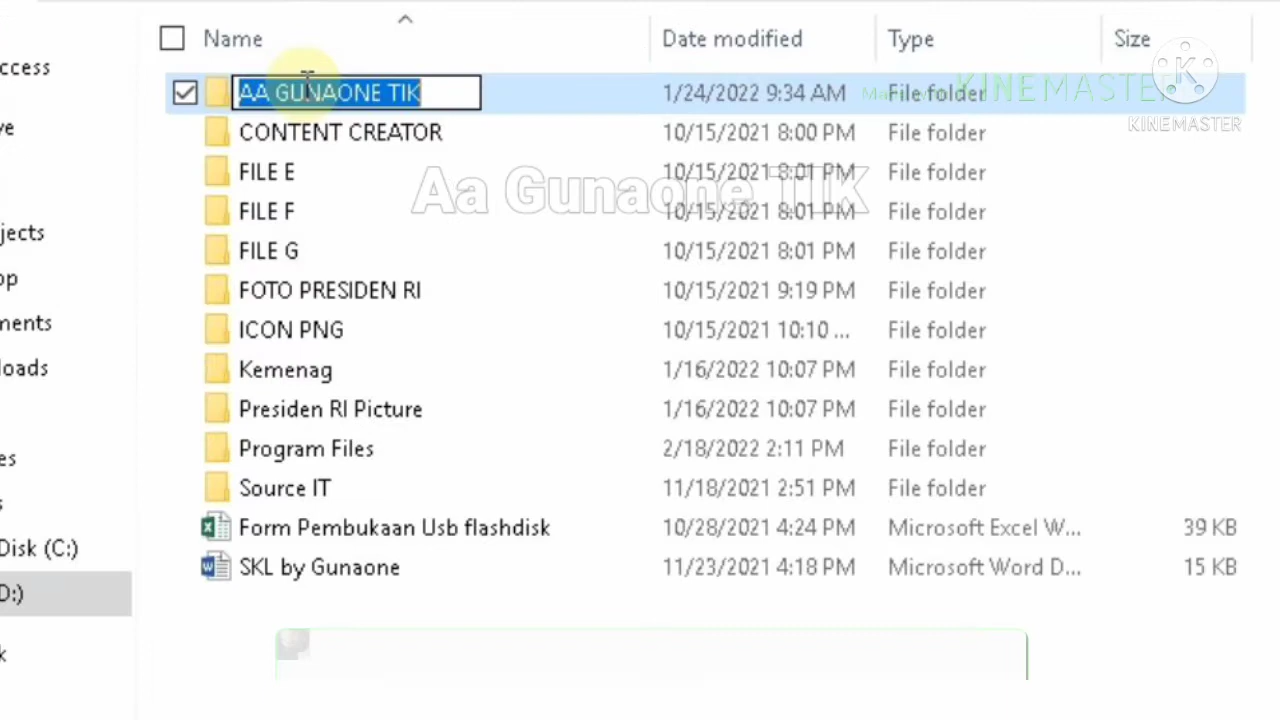 Name Date modified Type Size
ccess
AA GUNAONE TIK 1/24/2022 9:34 AM File folder
KINEMASTER
KINEMASTER
ve
CONTENT CREATOR 10/15/2021 8:00 PM File folder
FILE E 10/15/2021 8:01 PM File folder
Aa Gunaone TIK
FILE F 10/15/2021 8:01 PM File folder
jects
FILE G 10/15/2021 8:01 PM File folder
op
FOTO PRESIDEN RI 10/15/2021 9:19 PM File folder
ments
ICON PNG 10/15/2021 10:10 ... File folder
loads
Kemenag 1/16/2022 10:07 PM File folder
Presiden RI Picture 1/16/2022 10:07 PM File folder
Program Files 2/18/2022 2:11 PM File folder
es
Source IT 11/18/2021 2:51 PM File folder
s
Form Pembukaan Usb flashdisk 10/28/2021 4:24 PM Microsoft Excel W... 39 KB
Disk (C:)
SKL by Gunaone 11/23/2021 4:18 PM Microsoft Word D... 15 KB
D:)
k